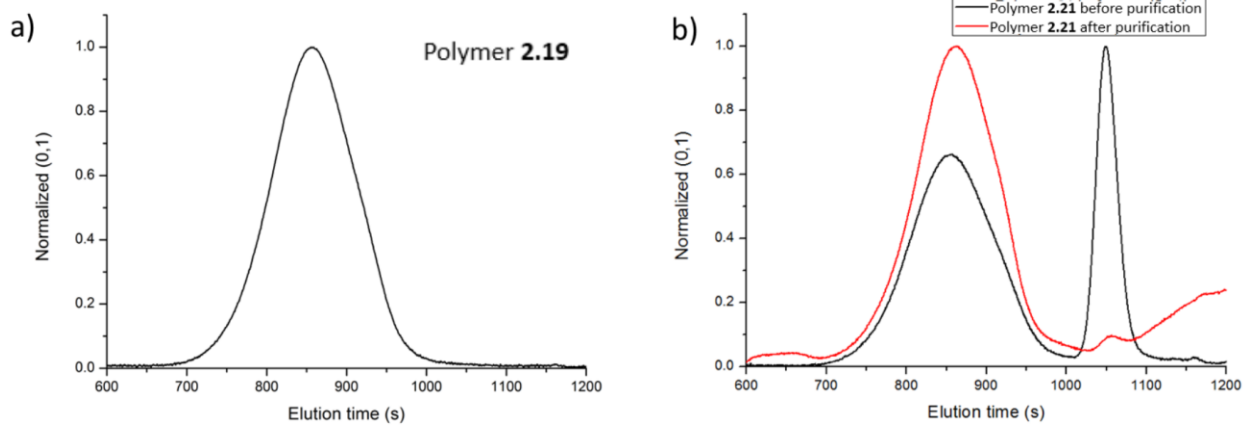 a)
Polymer 2.19
Normalized (0,1)
1.0
0.8
0.6
0.4
0.2
0.0
600
700
800
900
1000
1100
1200
Elution time (s)
b)
Polymer 2.21 before purification
Polymer 2.21 after purification
Normalized (0,1)
1.0
0.8
0.6
0.4
0.2
0.0
600
700
800
900
1000
1100
1200
Elution time (s)